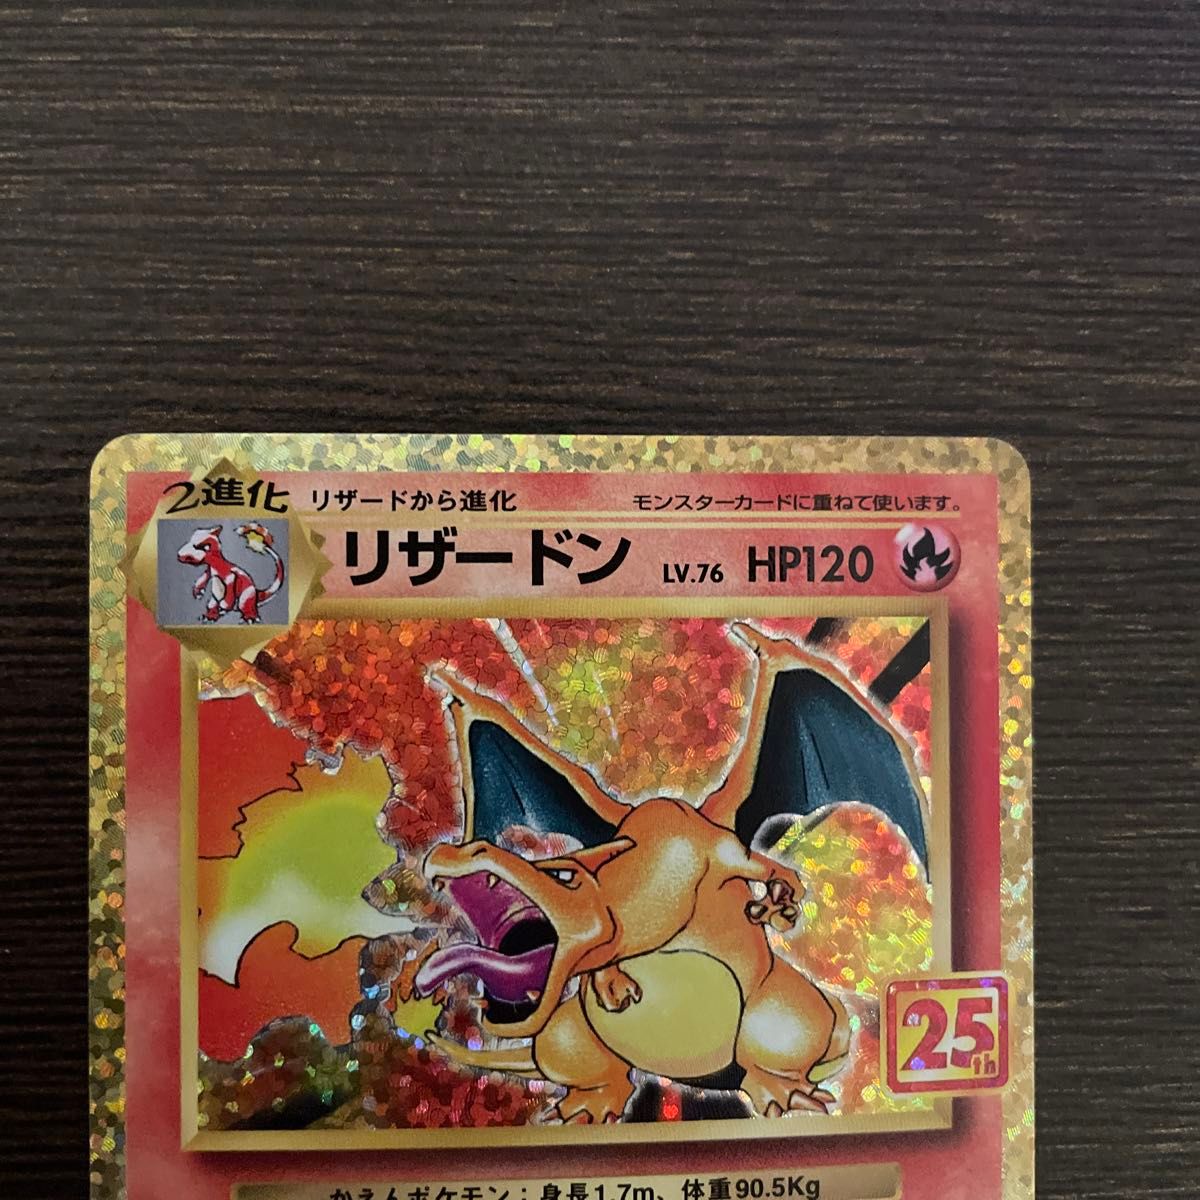 2進化
リザードから進化
モンスターカードに重ねて使います。
リザードン LV.76 HP120
25th
かえんポケモン：身長1.7m、体重90.5Kg